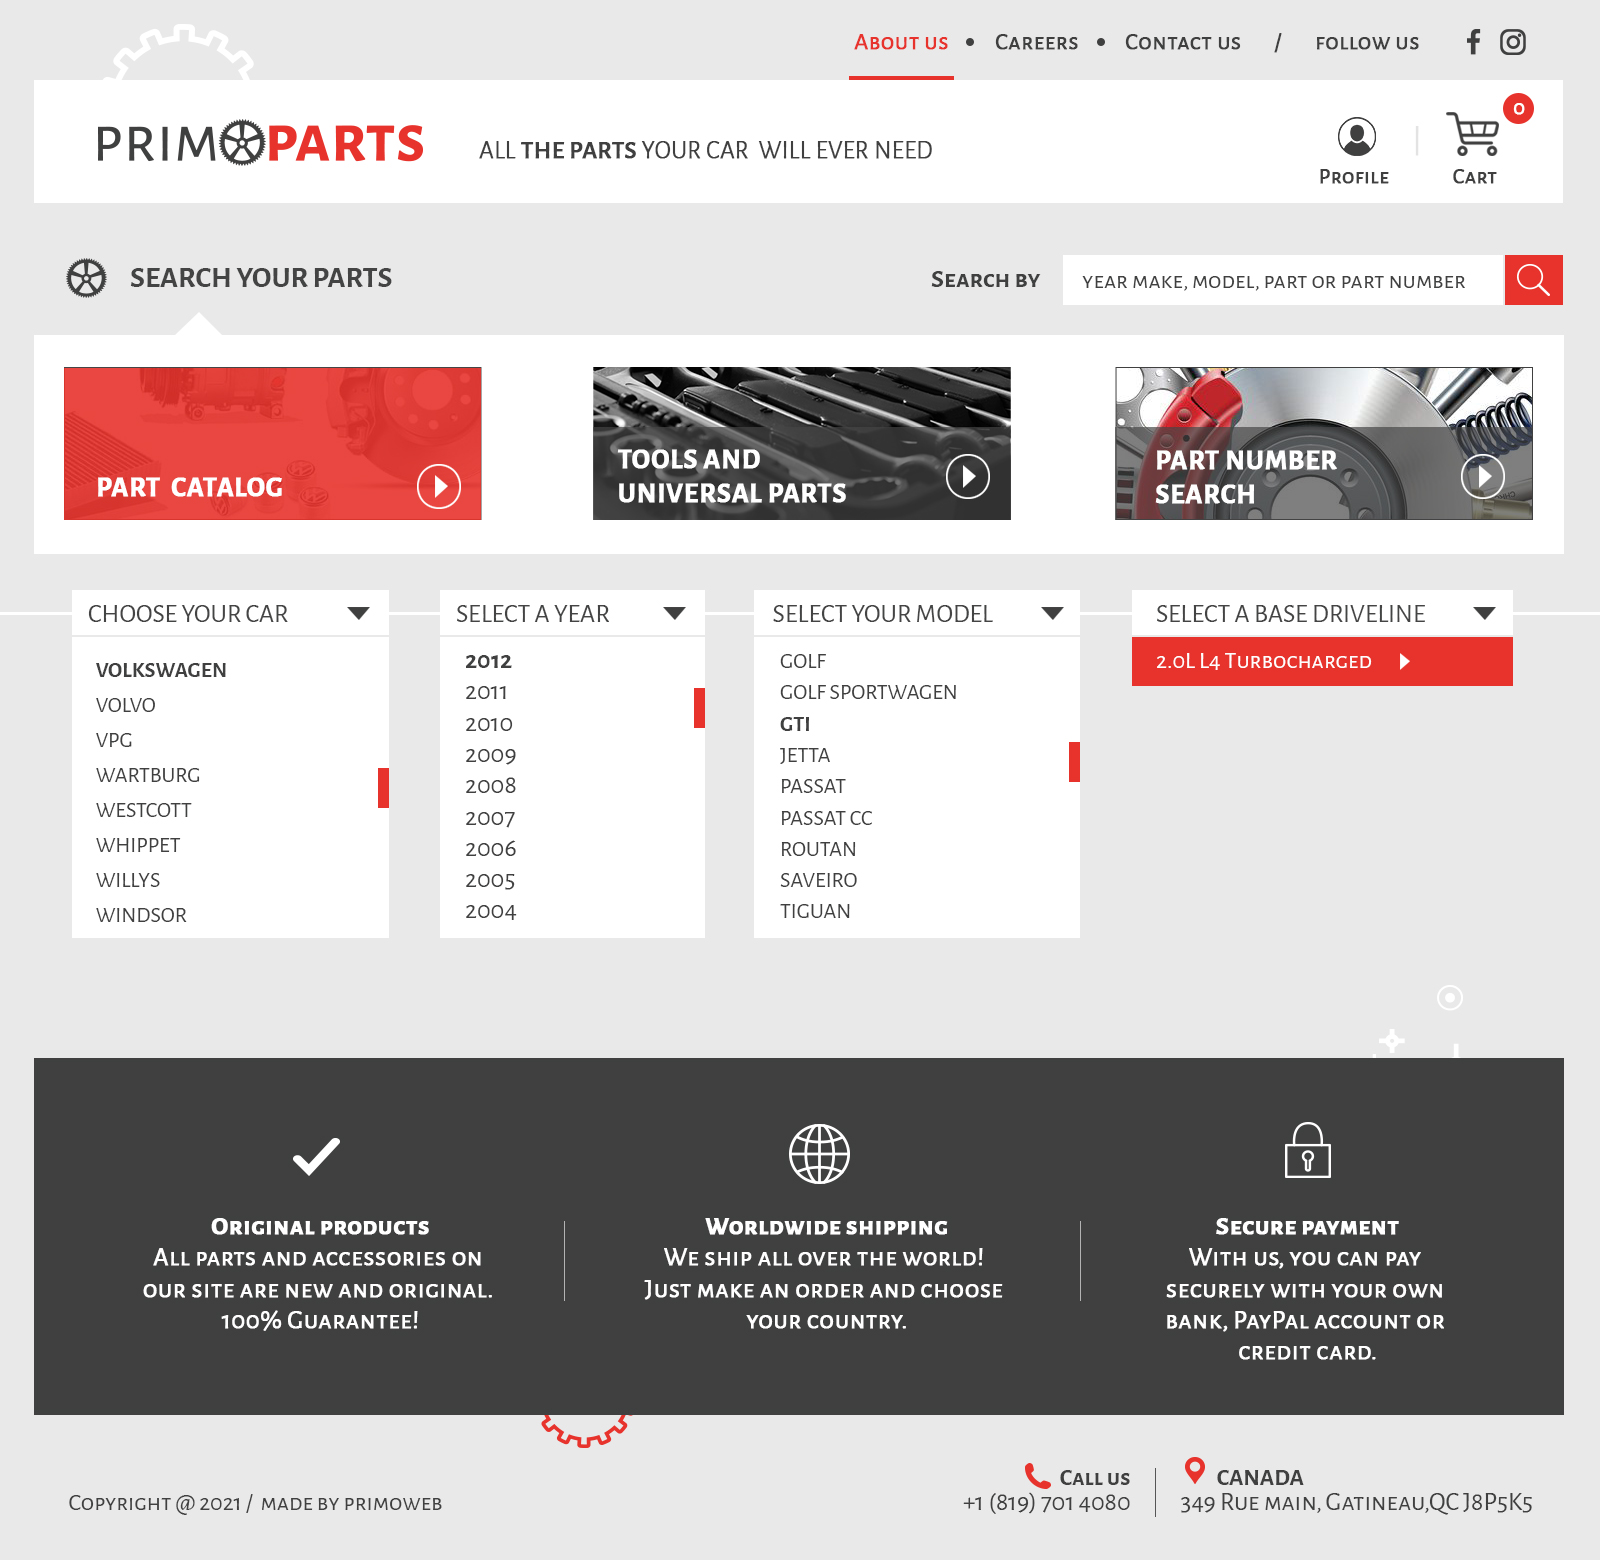 About us • Careers • Contact us / follow us
PRIMOPARTS
ALL THE PARTS YOUR CAR WILL EVER NEED
0
Profile
Cart
SEARCH YOUR PARTS
Search by
year make, model, part or part number
PART CATALOG
TOOLS AND
UNIVERSAL PARTS
PART NUMBER
SEARCH
CHOOSE YOUR CAR
VOLKSWAGEN
VOLVO
VPG
WARTBURG
WESTCOTT
WHIPPET
WILLYS
WINDSOR
SELECT A YEAR
2012
2011
2010
2009
2008
2007
2006
2005
2004
SELECT YOUR MODEL
GOLF
GOLF SPORTWAGEN
GTI
JETTA
PASSAT
PASSAT CC
ROUTAN
SAVEIRO
TIGUAN
SELECT A BASE DRIVELINE
2.0L L4 Turbocharged
Original products
All parts and accessories on
our site are new and original.
100% Guarantee!
Worldwide shipping
We ship all over the world!
Just make an order and choose
your country.
Secure payment
With us, you can pay
securely with your own
bank, PayPal account or
credit card.
Copyright @ 2021 / made by primoweb
Call us
+1 (819) 701 4080
CANADA
349 Rue main, Gatineau,QC J8P5K5